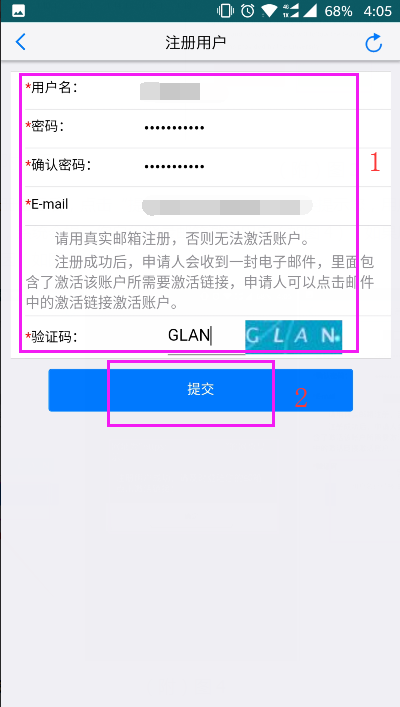 68% 4:05
注册用户
*用户名：
*密码： •••••••••••
1
*确认密码： •••••••••••
*E-mail
请用真实邮箱注册，否则无法激活账户。
注册成功后，申请人会收到一封电子邮件，里面包
含了激活该账户所需要激活链接，申请人可以点击邮件
中的激活链接激活账户。
*验证码： GLAN GLAN
提交
2